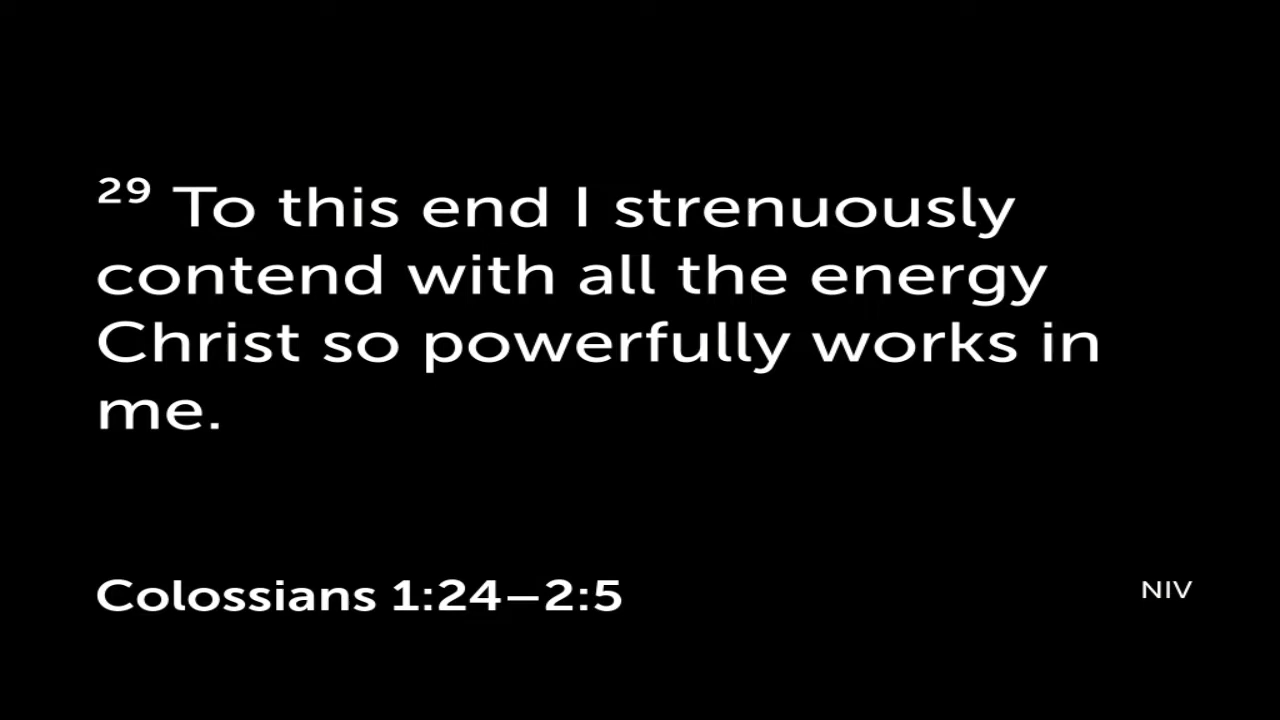 ²⁹ To this end I strenuously
contend with all the energy
Christ so powerfully works in
me.
Colossians 1:24–2:5
NIV